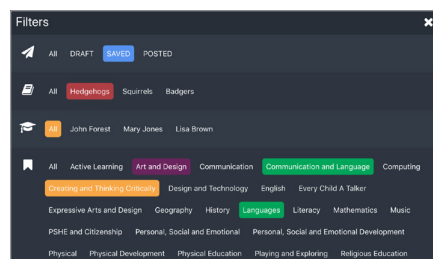 Filters
All DRAFT SAVED POSTED
All Hedgehogs Squirrels Badgers
All John Forest Mary Jones Lisa Brown
All Active Learning Art and Design Communication Communication and Language Computing
Creating and Thinking Critically Design and Technology English Every Child A Talker
Expressive Arts and Design Geography History Languages Literacy Mathematics Music
PSHE and Citizenship Personal, Social and Emotional Personal, Social and Emotional Development
Physical Physical Development Physical Education Playing and Exploring Religious Education